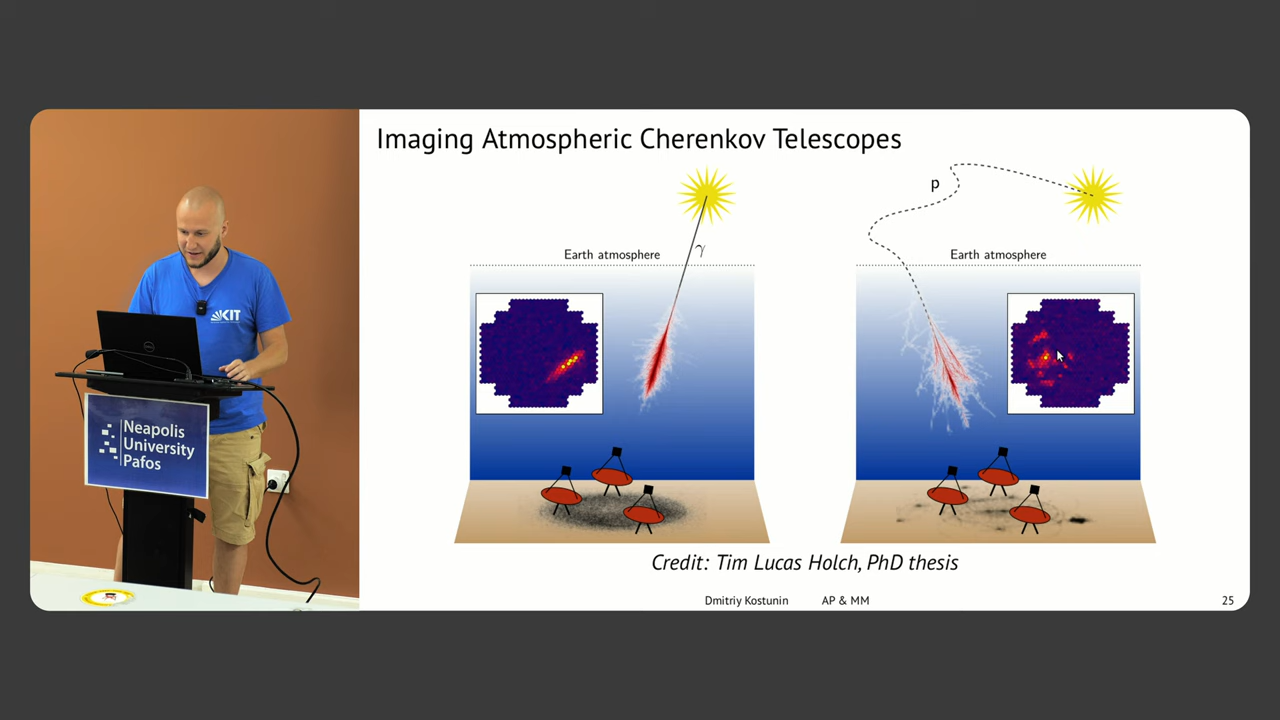 Imaging Atmospheric Cherenkov Telescopes
p
γ
Earth atmosphere
Earth atmosphere
KIT
DELL
Neapolis
University
Pafos
Credit: Tim Lucas Holch, PhD thesis
Dmitriy Kostunin AP & MM 25